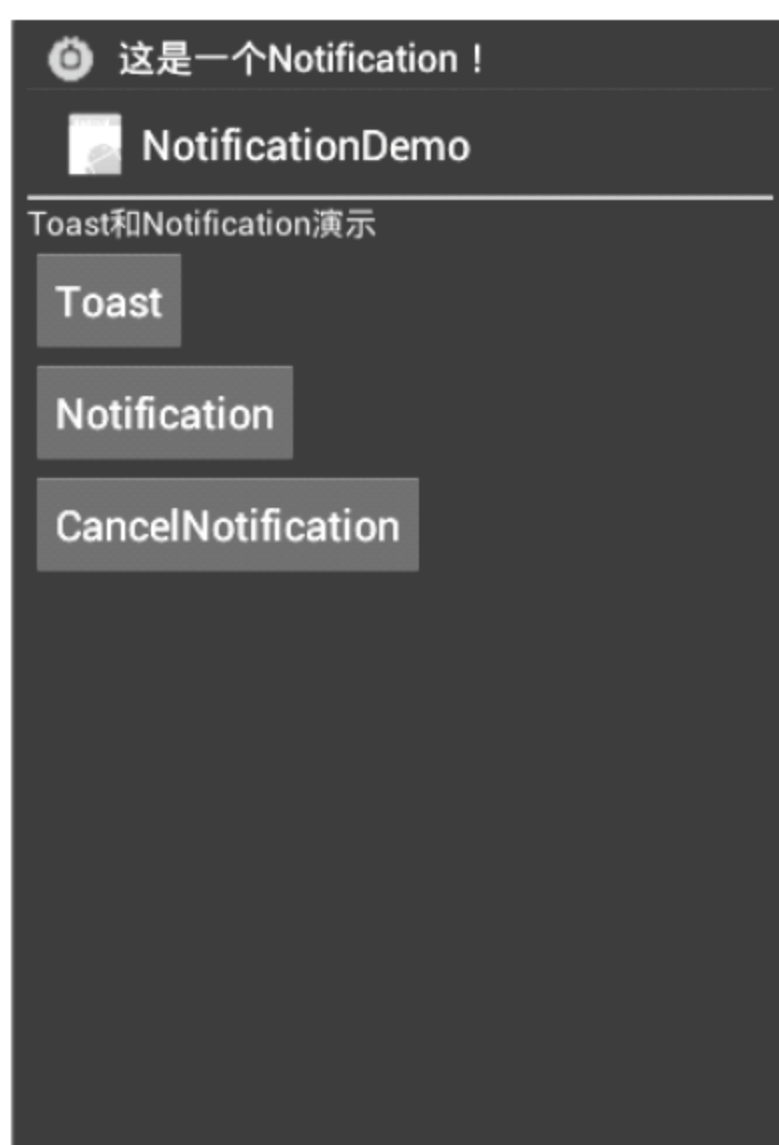 这是一个Notification！
NotificationDemo
Toast和Notification演示
Toast
Notification
CancelNotification